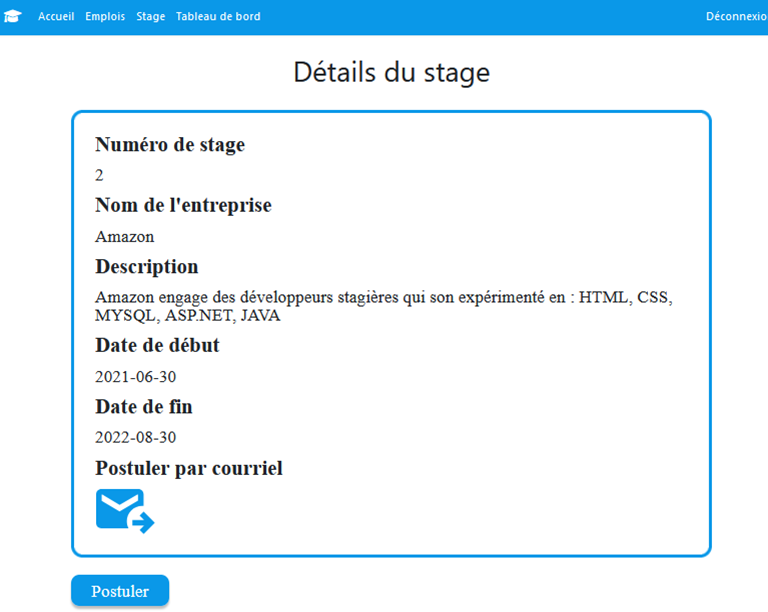 Accueil Emplois Stage Tableau de bord Déconnexio
Détails du stage
Numéro de stage
2
Nom de l'entreprise
Amazon
Description
Amazon engage des développeurs stagières qui son expérimenté en : HTML, CSS,
MYSQL, ASP.NET, JAVA
Date de début
2021-06-30
Date de fin
2022-08-30
Postuler par courriel
Postuler